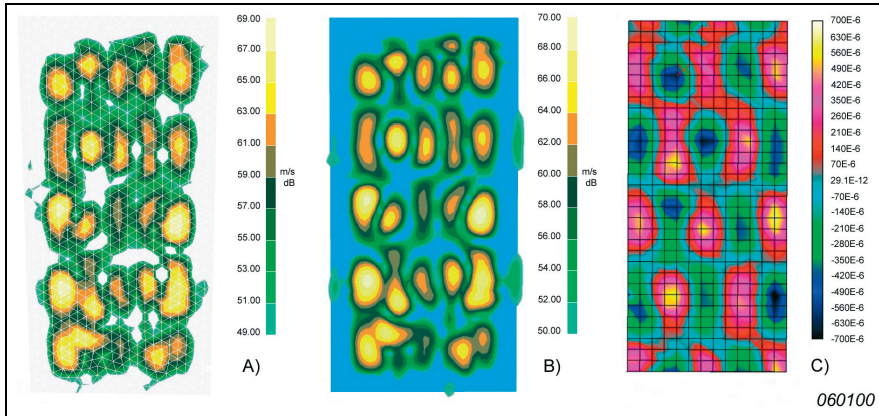 69.00
67.00
65.00
63.00
61.00
59.00
57.00
55.00
53.00
51.00
49.00
m/s
dB
A)
70.00
68.00
66.00
64.00
62.00
60.00
58.00
56.00
54.00
52.00
50.00
m/s
dB
B)
700E-6
630E-6
560E-6
490E-6
420E-6
350E-6
260E-6
210E-6
140E-6
70E-6
29.1E-12
-70E-6
-140E-6
-210E-6
-280E-6
-350E-6
-420E-6
-490E-6
-560E-6
-630E-6
-700E-6
C)
060100